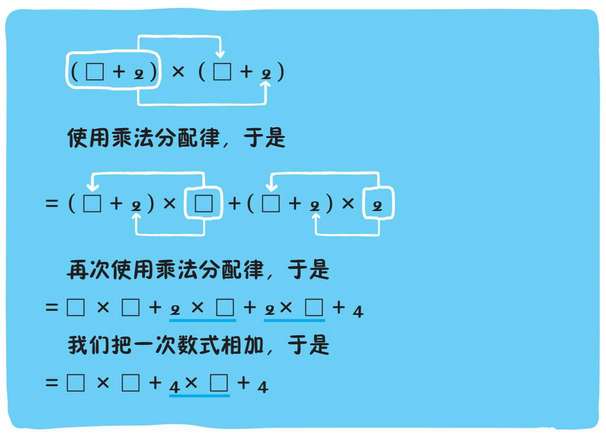 (□ + 2) × (□ + 2)
使用乘法分配律，于是
= (□ + 2) × □ + (□ + 2) × 2
再次使用乘法分配律，于是
= □ × □ + 2 × □ + 2 × □ + 4
我们把一次数式相加，于是
= □ × □ + 4 × □ + 4